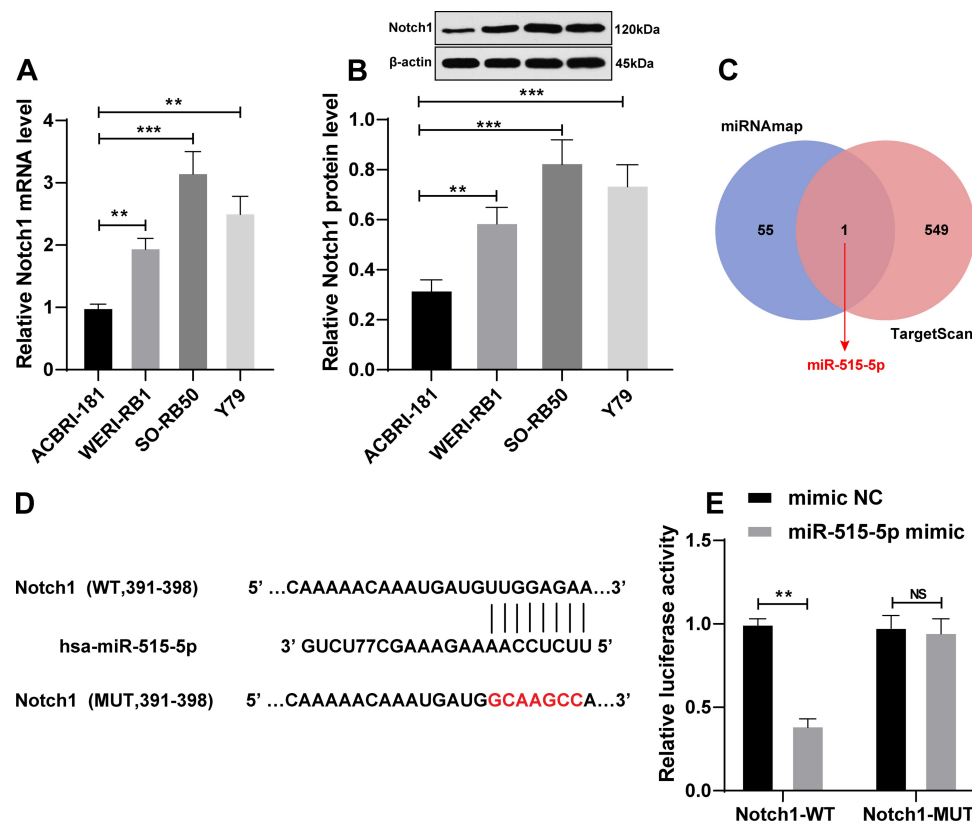 A
Relative Notch1 mRNA level
4
3
2
1
0
**
***
**
ACBRI-181
WERI-RB1
SO-RB50
Y79
B
Notch1
120kDa
β-actin
45kDa
Relative Notch1 protein level
1.0
0.8
0.6
0.4
0.2
0.0
***
***
**
ACBRI-181
WERI-RB1
SO-RB50
Y79
C
miRNAmap
55
1
549
TargetScan
miR-515-5p
D
Notch1 (WT,391-398) 5’ ...CAAAAACAAAUGAUGUUGGAGAA...3’
hsa-miR-515-5p 3’ GUCU77CGAAAGAAAACCUCUU 5’
Notch1 (MUT,391-398) 5’ ...CAAAAACAAAUGAUGGCAAGCCA...3’
E
mimic NC
miR-515-5p mimic
Relative luciferase activity
1.5
1.0
0.5
0.0
**
NS
Notch1-WT
Notch1-MUT